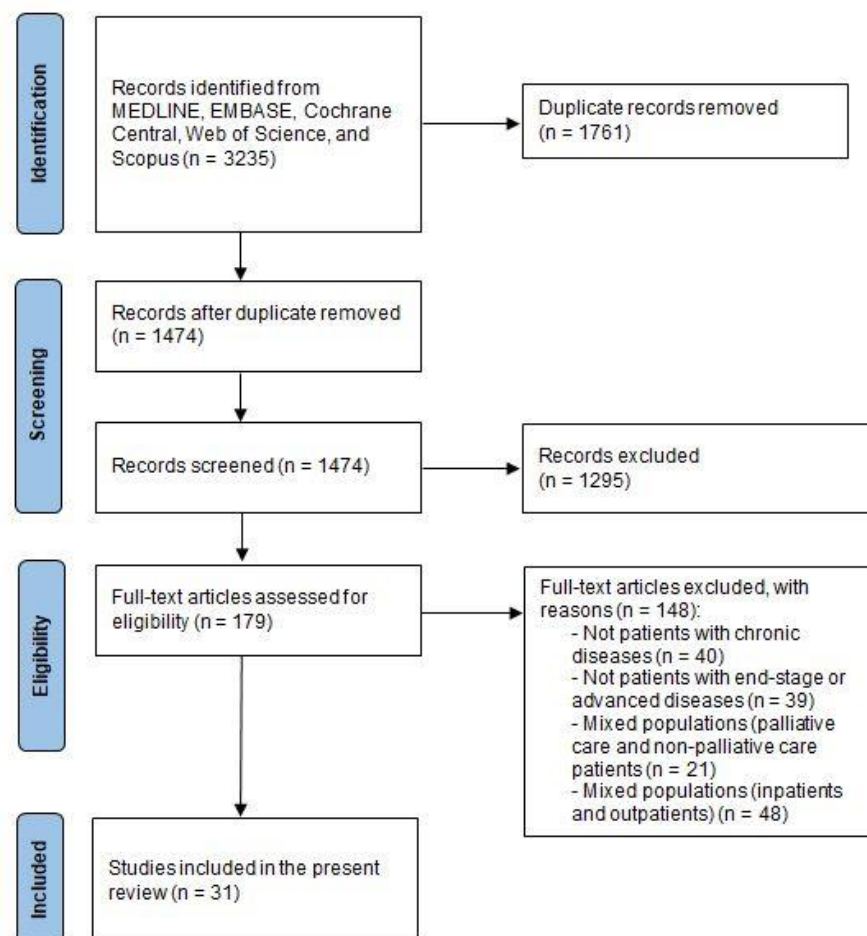 Identification
Records identified from
MEDLINE, EMBASE, Cochrane
Central, Web of Science, and
Scopus (n = 3235)
Duplicate records removed
(n = 1761)
Screening
Records after duplicate removed
(n = 1474)
Records screened (n = 1474)
Records excluded
(n = 1295)
Eligibility
Full-text articles assessed for
eligibility (n = 179)
Full-text articles excluded, with
reasons (n = 148):
- Not patients with chronic
diseases (n = 40)
- Not patients with end-stage or
advanced diseases (n = 39)
- Mixed populations (palliative
care and non-palliative care
patients (n = 21)
- Mixed populations (inpatients
and outpatients) (n = 48)
Included
Studies included in the present
review (n = 31)